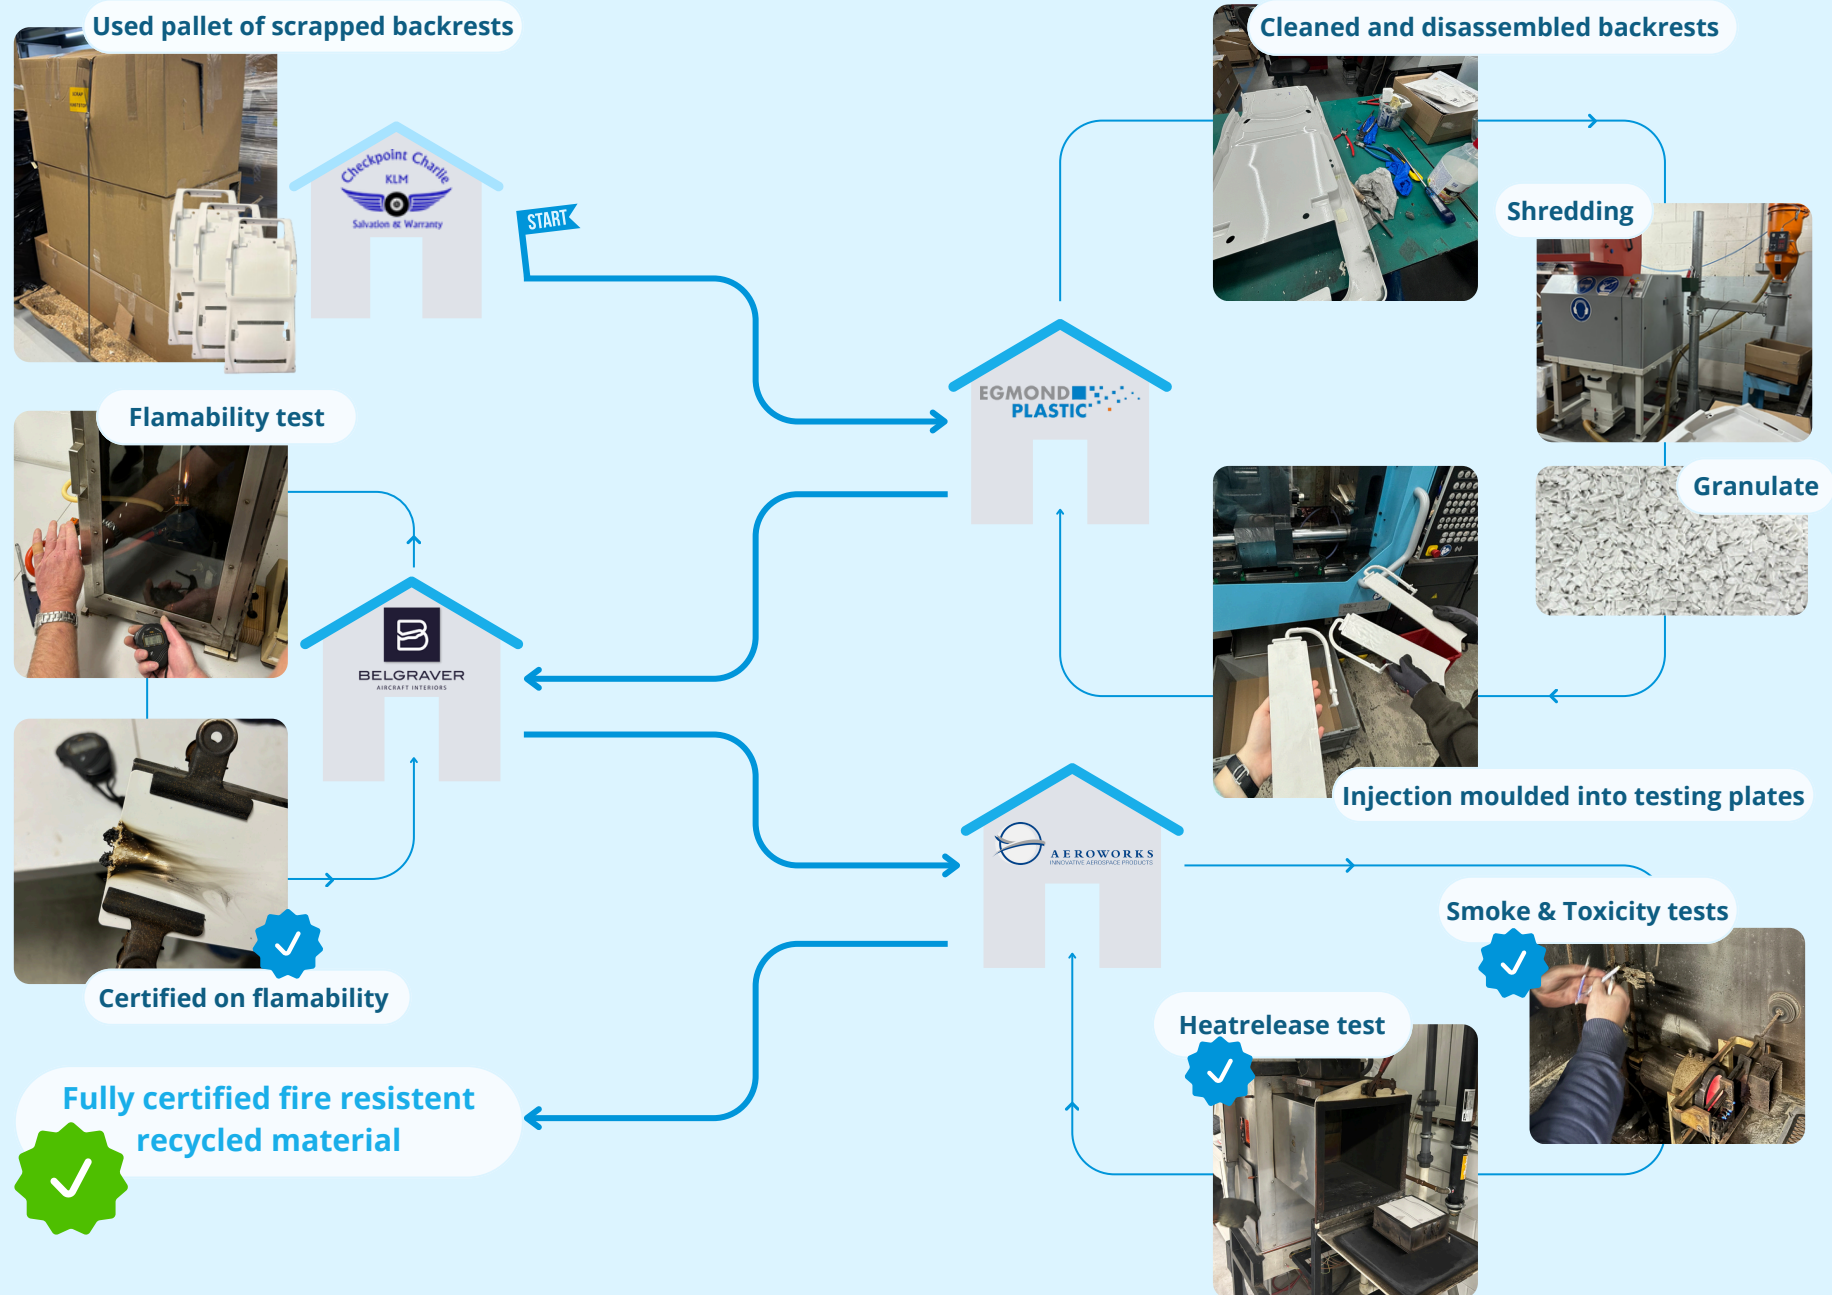 Used pallet of scrapped backrests
SCRAP
Checkpoint Charlie
KLM
Salvation & Warranty
START
Cleaned and disassembled backrests
Shredding
Granulate
EGMOND
PLASTIC
Injection moulded into testing plates
Flamability test
B
BELGRAVER
AIRCRAFT INTERIORS
Certified on flamability
AEROWORKS
INNOVATIVE AEROSPACE PRODUCTS
Smoke & Toxicity tests
Heatrelease test
Fully certified fire resistent
recycled material